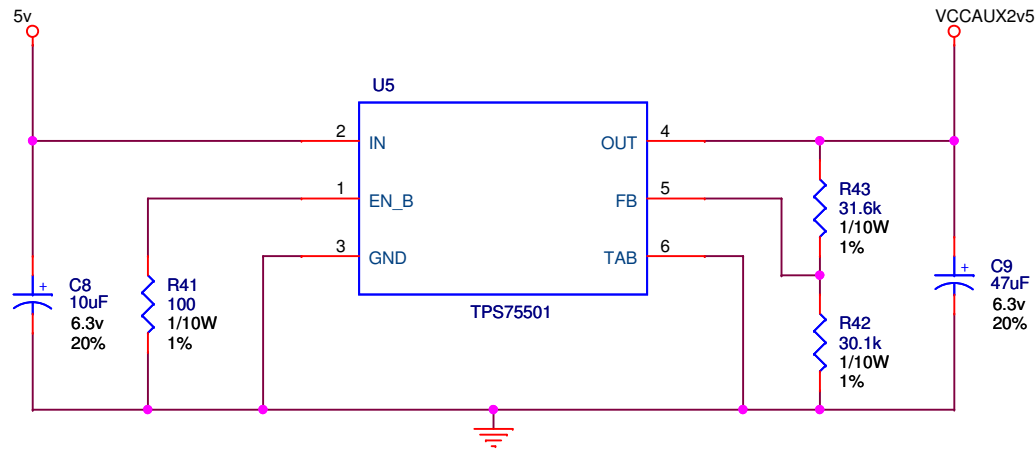 5v
VCCAUX2v5
U5
2
IN
OUT
4
1
EN_B
FB
5
3
GND
TAB
6
TPS75501
R43
31.6k
1/10W
1%
C8
10uF
6.3v
20%
R41
100
1/10W
1%
R42
30.1k
1/10W
1%
C9
47uF
6.3v
20%
+
+